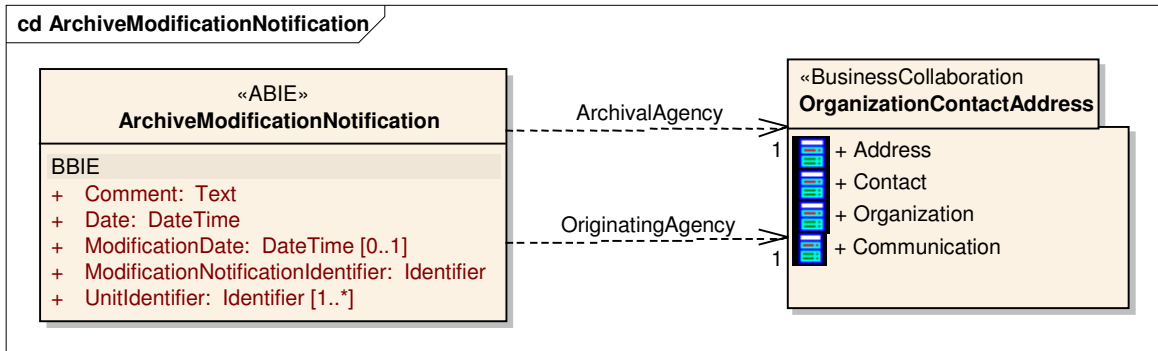 cd ArchiveModificationNotification
«ABIE»
ArchiveModificationNotification
BBIE
+ Comment: Text
+ Date: DateTime
+ ModificationDate: DateTime [0..1]
+ ModificationNotificationIdentifier: Identifier
+ UnitIdentifier: Identifier [1..*]
ArchivalAgency
1
OriginatingAgency
1
«BusinessCollaboration
OrganizationContactAddress
+ Address
+ Contact
+ Organization
+ Communication